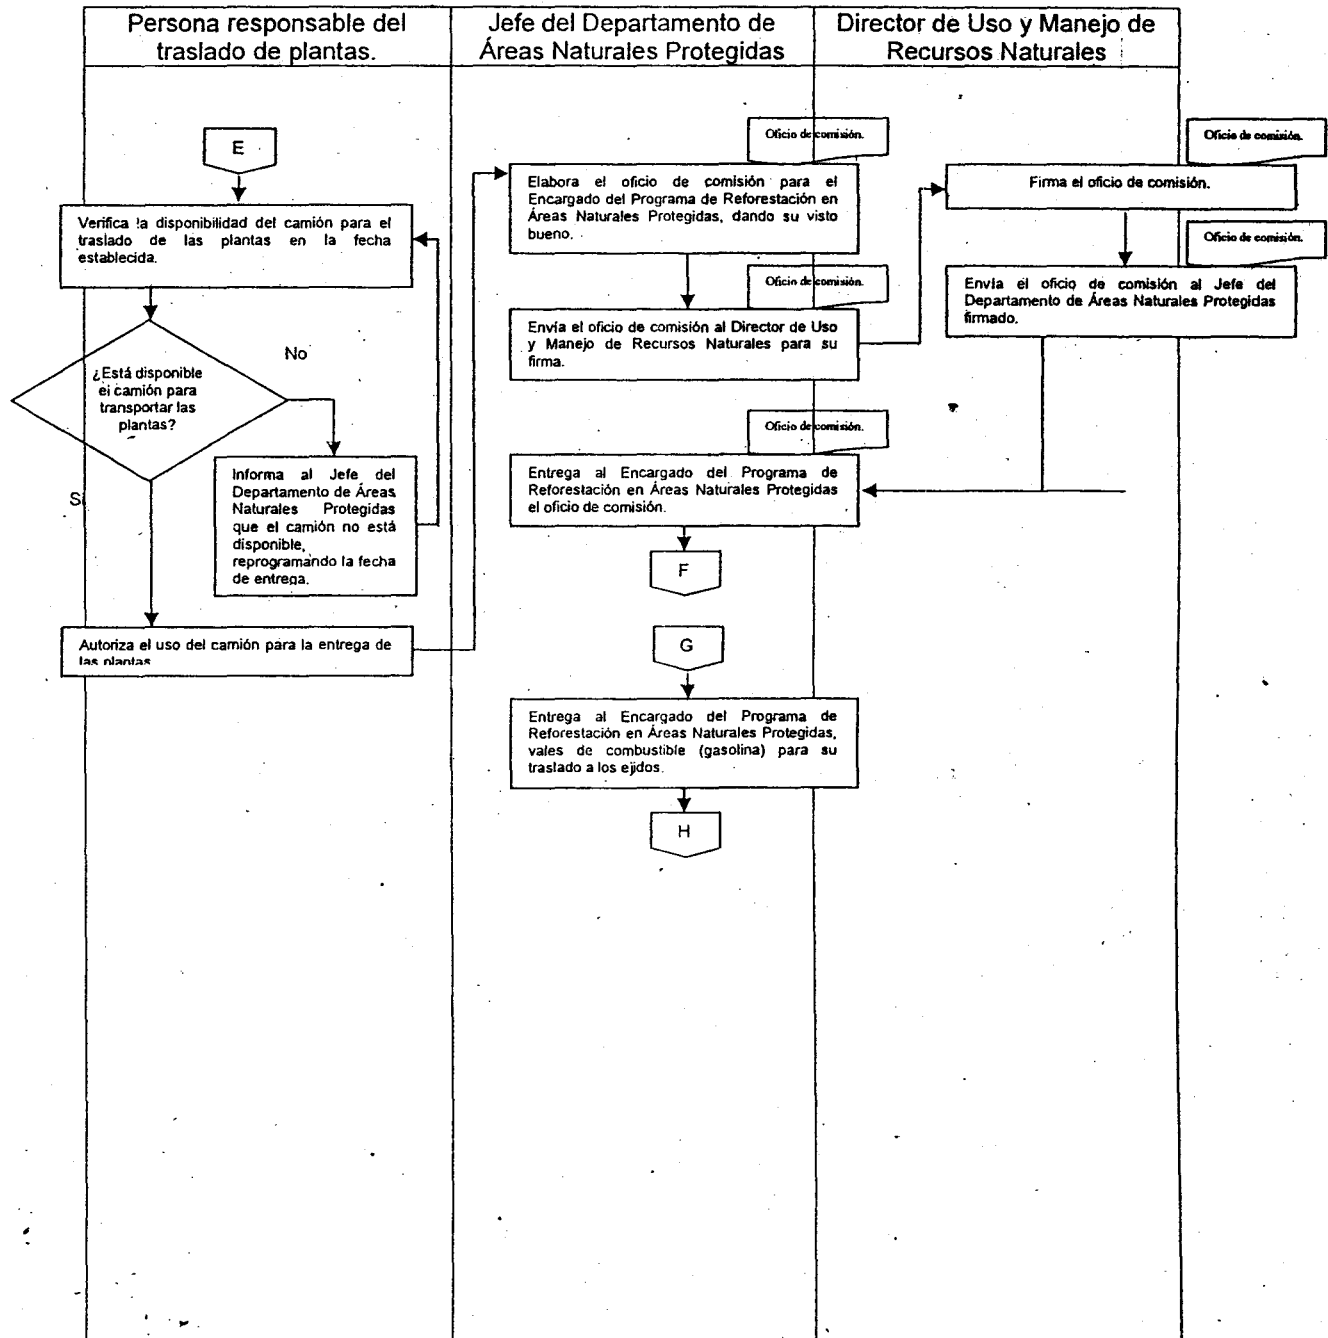 Persona responsable del
traslado de plantas.
Jefe del Departamento de
Áreas Naturales Protegidas
Director de Uso y Manejo de
Recursos Naturales
E
Verifica la disponibilidad del camión para el
traslado de las plantas en la fecha
establecida.
¿Está disponible
el camión para
transportar las
plantas?
No
Si
Informa al Jefe del
Departamento de Áreas
Naturales Protegidas
que el camión no está
disponible,
reprogramando la fecha
de entrega.
Autoriza el uso del camión para la entrega de
las plantas
Oficio de comisión.
Elabora el oficio de comisión para el
Encargado del Programa de Reforestación en
Áreas Naturales Protegidas, dando su visto
bueno.
Oficio de comisión.
Envía el oficio de comisión al Director de Uso
y Manejo de Recursos Naturales para su
firma.
Oficio de comisión.
Entrega al Encargado del Programa de
Reforestación en Áreas Naturales Protegidas
el oficio de comisión.
F
G
Entrega al Encargado del Programa de
Reforestación en Áreas Naturales Protegidas,
vales de combustible (gasolina) para su
traslado a los ejidos.
H
Oficio de comisión.
Firma el oficio de comisión.
Oficio de comisión.
Envía el oficio de comisión al Jefe del
Departamento de Áreas Naturales Protegidas
firmado.